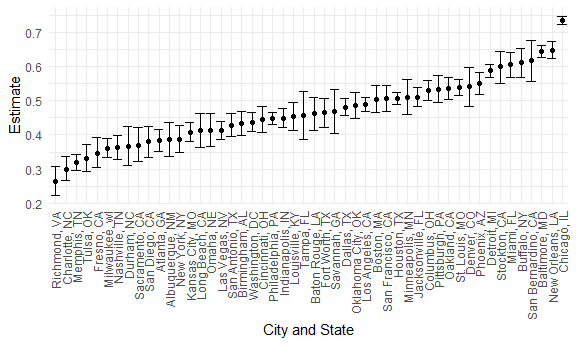 0.7
0.6
0.5
0.4
0.3
0.2
Estimate
Richmond, VA
Charlotte, NC
Memphis, TN
Tulsa, OK
Fresno, CA
Milwaukee, wI
Nashville, TN
Durham, NC
Sacramento, CA
San Diego, CA
Atlanta, GA
Albuquerque, NM
New York, NY
Kansas City, MO
Long Beach, CA
Omaha, NE
Las Vegas, NV
San Antonio, TX
Birmingham, AL
Washington, DC
Cincinnati, OH
Philadelphia, PA
Indianapolis, IN
Louisville, KY
Tampa, FL
Baton Rouge, LA
Fort Worth, TX
Savannah, GA
Dallas, TX
Oklahoma City, OK
Los Angeles, CA
Boston, MA
San Francisco, CA
Houston, TX
Minneapolis, MN
Jacksonville, FL
Columbus, OH
Pittsburgh, PA
Oakland, CA
St. Louis, MO
Denver, CO
Phoenix, AZ
Detroit, MI
Stockton, CA
Miami, FL
Buffalo, NY
San Bernardino, CA
Baltimore, MD
New Orleans, LA
Chicago, IL
City and State